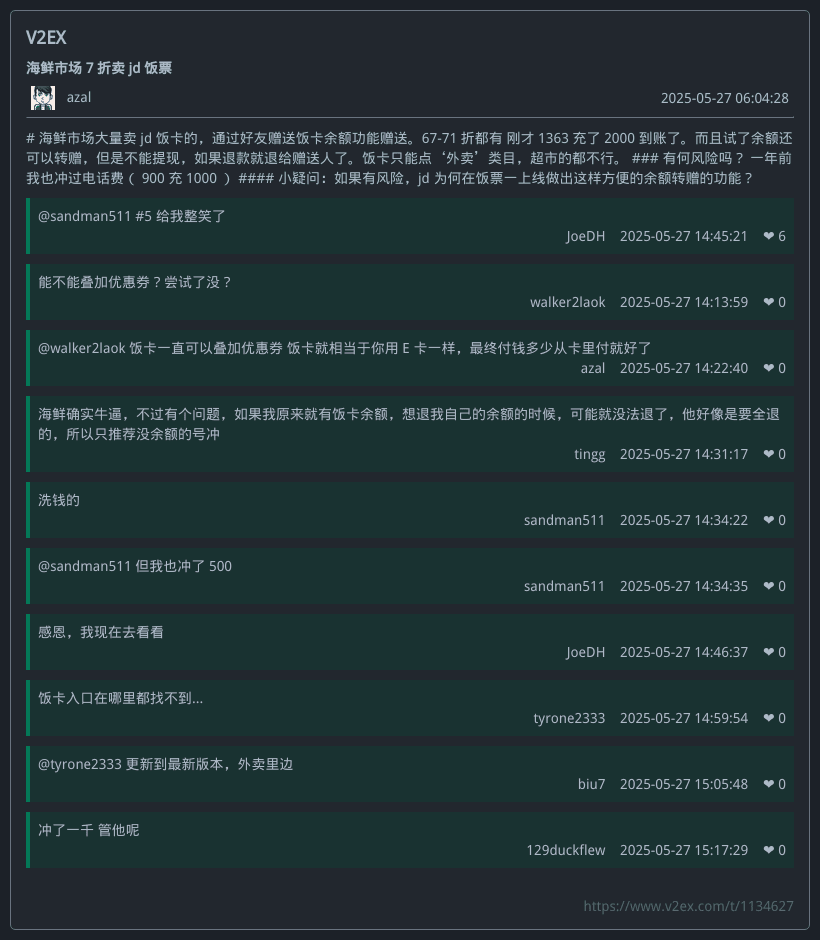 V2EX
海鲜市场 7 折卖 jd 饭票
azal
2025-05-27 06:04:28
# 海鲜市场大量卖 jd 饭卡的，通过好友赠送饭卡余额功能赠送。67-71 折都有 刚才 1363 充了 2000 到账了。而且试了余额还
可以转赠，但是不能提现，如果退款就退给赠送人了。饭卡只能点‘外卖’类目，超市的都不行。 ### 有何风险吗？ 一年前
我也冲过电话费（ 900 充 1000 ） #### 小疑问：如果有风险，jd 为何在饭票一上线做出这样方便的余额转赠的功能？
@sandman511 #5 给我整笑了
JoeDH 2025-05-27 14:45:21 ❤ 6
能不能叠加优惠券？尝试了没？
walker2laok 2025-05-27 14:13:59 ❤ 0
@walker2laok 饭卡一直可以叠加优惠券 饭卡就相当于你用 E 卡一样，最终付钱多少从卡里付就好了
azal 2025-05-27 14:22:40 ❤ 0
海鲜确实牛逼，不过有个问题，如果我原来就有饭卡余额，想退我自己的余额的时候，可能就没法退了，他好像是要全退
的，所以只推荐没余额的号冲
tingg 2025-05-27 14:31:17 ❤ 0
洗钱的
sandman511 2025-05-27 14:34:22 ❤ 0
@sandman511 但我也冲了 500
sandman511 2025-05-27 14:34:35 ❤ 0
感恩，我现在去看看
JoeDH 2025-05-27 14:46:37 ❤ 0
饭卡入口在哪里都找不到...
tyrone2333 2025-05-27 14:59:54 ❤ 0
@tyrone2333 更新到最新版本，外卖里边
biu7 2025-05-27 15:05:48 ❤ 0
冲了一千 管他呢
129duckflew 2025-05-27 15:17:29 ❤ 0
https://www.v2ex.com/t/1134627